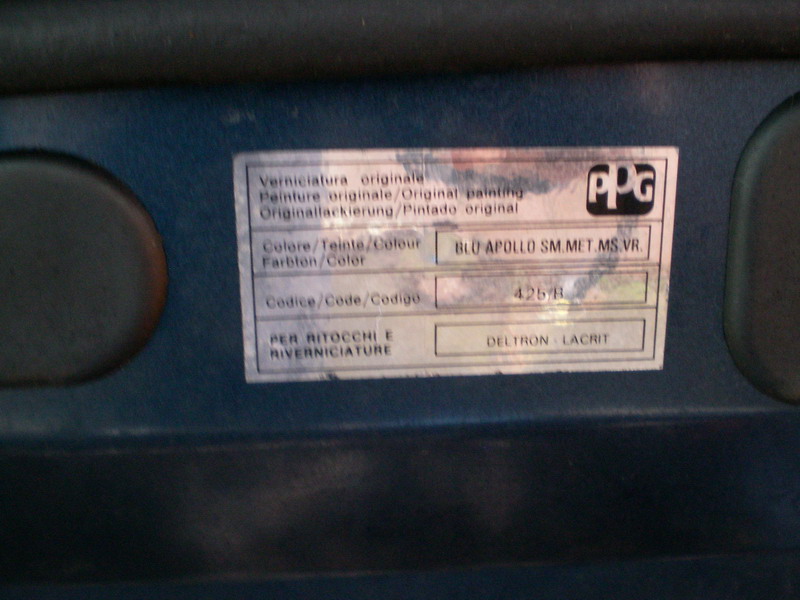 Verniciatura originale
Peinture originale/Original painting
Originallackierung/Pintado original
PPG
Colore/Teinte/Colour
Farbton/Color
BLU APOLLO SM.MET.MS.VR.
Codice/Code/Codigo
425/B
PER RITOCCHI E
RIVERNICIATURE
DELTRON - LACRIT